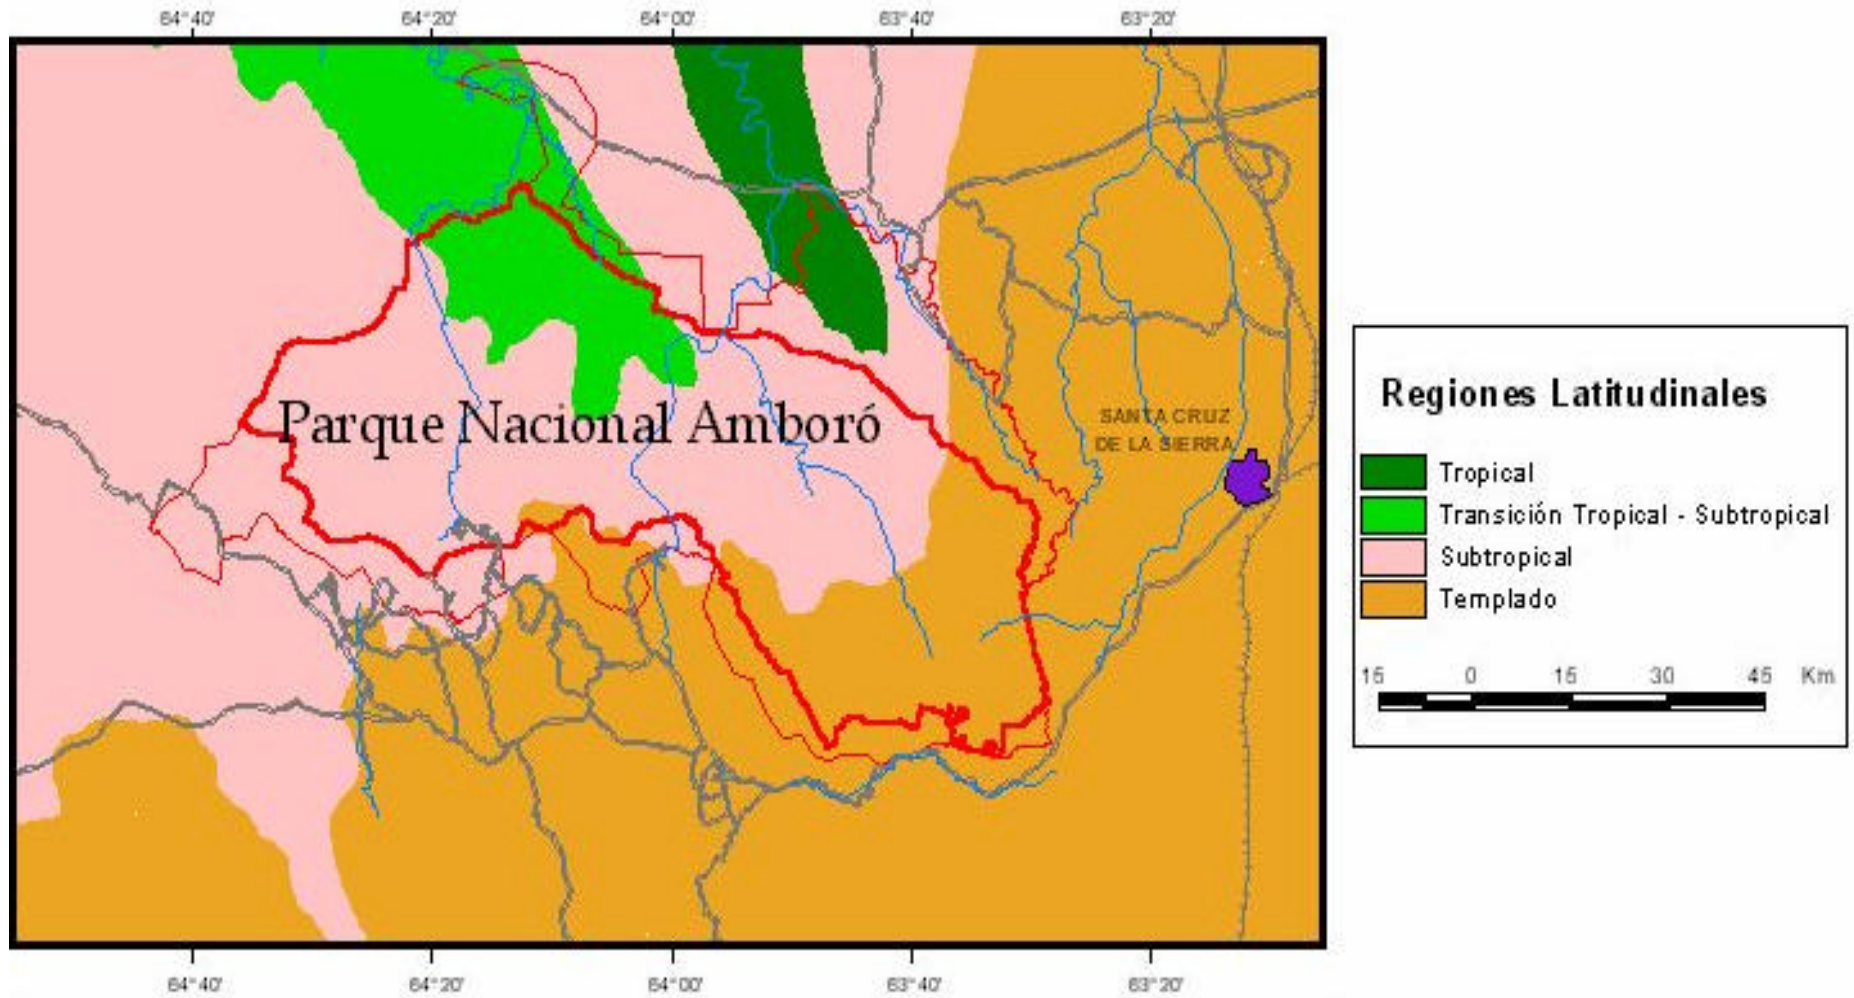 64°40' 64°20' 64°00' 63°40' 63°20'
Parque Nacional Amboró
SANTA CRUZ
DE LA SIERRA
Regiones Latitudinales
Tropical
Transición Tropical - Subtropical
Subtropical
Templado
15 0 15 30 45 Km
64°40' 64°20' 64°00' 63°40' 63°20'